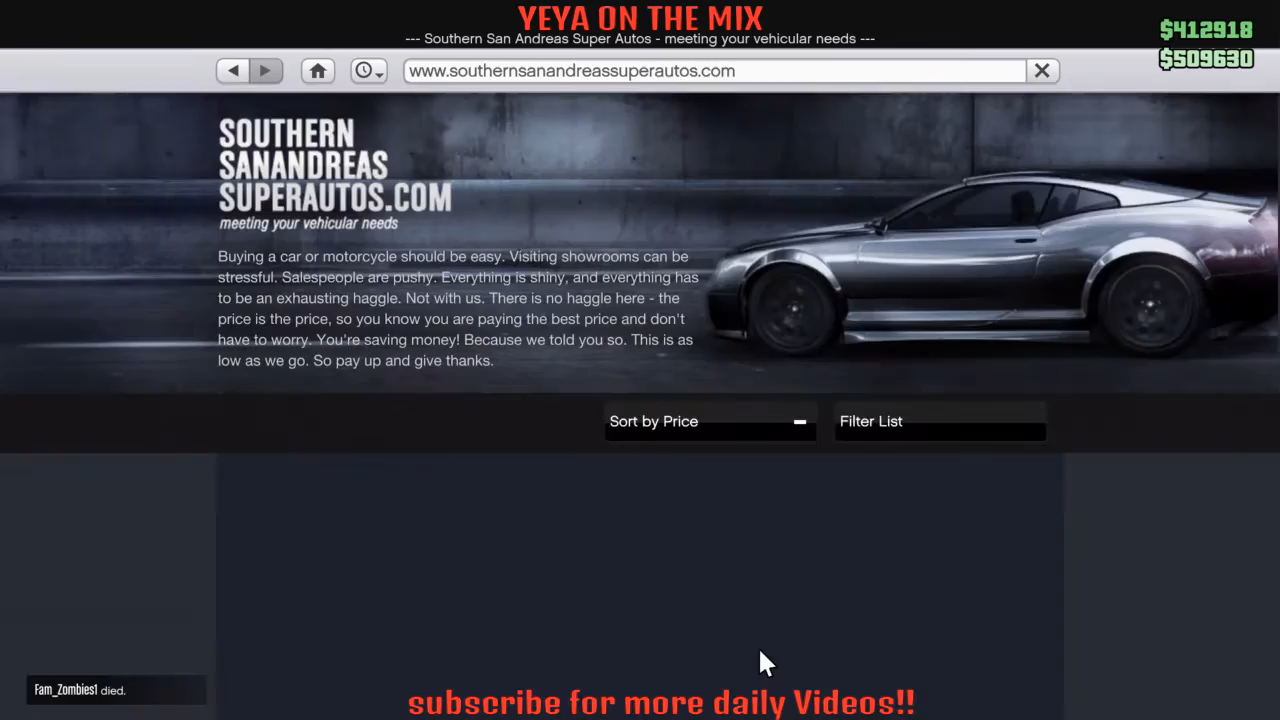 YEYA ON THE MIX
--- Southern San Andreas Super Autos - meeting your vehicular needs ---
$412918
$509630
www.southernsanandreassuperautos.com
SOUTHERN
SANANDREAS
SUPERAUTOS.COM
meeting your vehicular needs
Buying a car or motorcycle should be easy. Visiting showrooms can be
stressful. Salespeople are pushy. Everything is shiny, and everything has
to be an exhausting haggle. Not with us. There is no haggle here - the
price is the price, so you know you are paying the best price and don't
have to worry. You're saving money! Because we told you so. This is as
low as we go. So pay up and give thanks.
Sort by Price
Filter List
Fam_Zombies1 died.
subscribe for more daily Videos!!